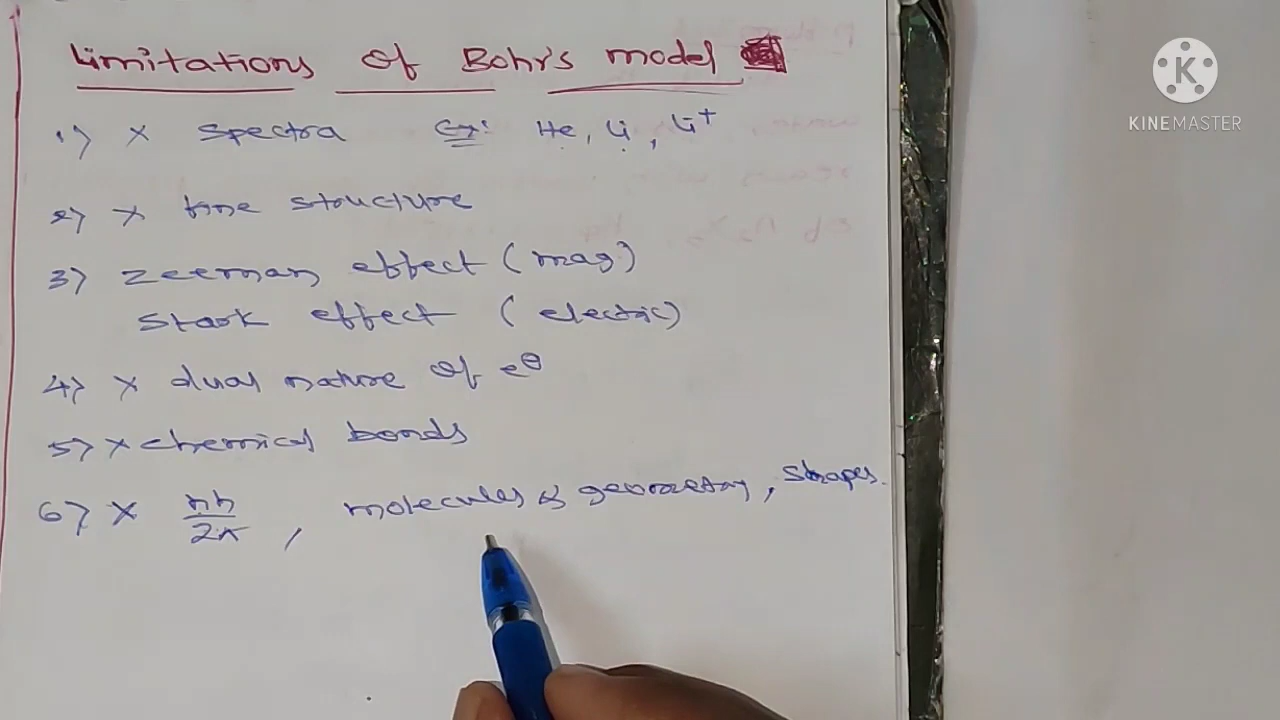 Limitations of Bohr's model
1) × spectra Ex: He, Li, Li⁺
2) × fine structure
3) Zeeman effect (mag)
Stark effect (electric)
4) × dual nature of e⊖
5) × chemical bonds
6) × nh/2π, molecules & geometry, shapes.
K
KINEMASTER